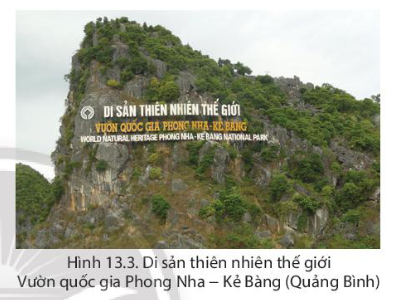 DI SẢN THIÊN NHIÊN THẾ GIỚI
VƯỜN QUỐC GIA PHONG NHA-KẺ BÀNG
WORLD NATURAL HERITAGE PHONG NHA-KE BANG NATIONAL PARK
Hình 13.3. Di sản thiên nhiên thế giới
Vườn quốc gia Phong Nha – Kẻ Bàng (Quảng Bình)